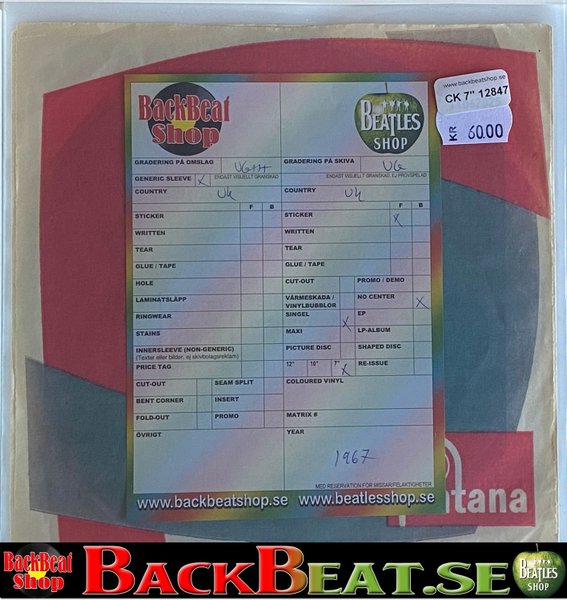 www.backbeatshop.se
CK 7" 12847
KR 60.00
BackBeat
Shop
BEATLES
SHOP
GRADERING PÅ OMSLAG VG++
GRADERING PÅ SKIVA VG
GENERIC SLEEVE X
ENDAST VISUELLT GRANSKAD
ENDAST VISUELLT GRANSKAD, EJ PROVSPELAD
COUNTRY UK
COUNTRY UK
F B
F B
STICKER
STICKER X
WRITTEN
WRITTEN
TEAR
TEAR
GLUE / TAPE
GLUE / TAPE
HOLE
CUT-OUT
PROMO / DEMO
LAMINATSLÄPP
VÄRMESKADA /
VINYLBUBBLOR
NO CENTER X
RINGWEAR
SINGEL X
EP
STAINS
MAXI
LP-ALBUM
INNERSLEEVE (NON-GENERIC)
(Texter eller bilder, ej skivbolagsreklam)
PICTURE DISC
SHAPED DISC
PRICE TAG
12" 10" 7" X
RE-ISSUE
CUT-OUT
SEAM SPLIT
COLOURED VINYL
BENT CORNER
INSERT
FOLD-OUT
PROMO
MATRIX #
ÖVRIGT
YEAR
1967
MED RESERVATION FÖR MISSAR/FELAKTIGHETER
www.backbeatshop.se www.beatlesshop.se
fontana
BackBeat
Shop
BACKBEAT.SE
BEATLES
SHOP